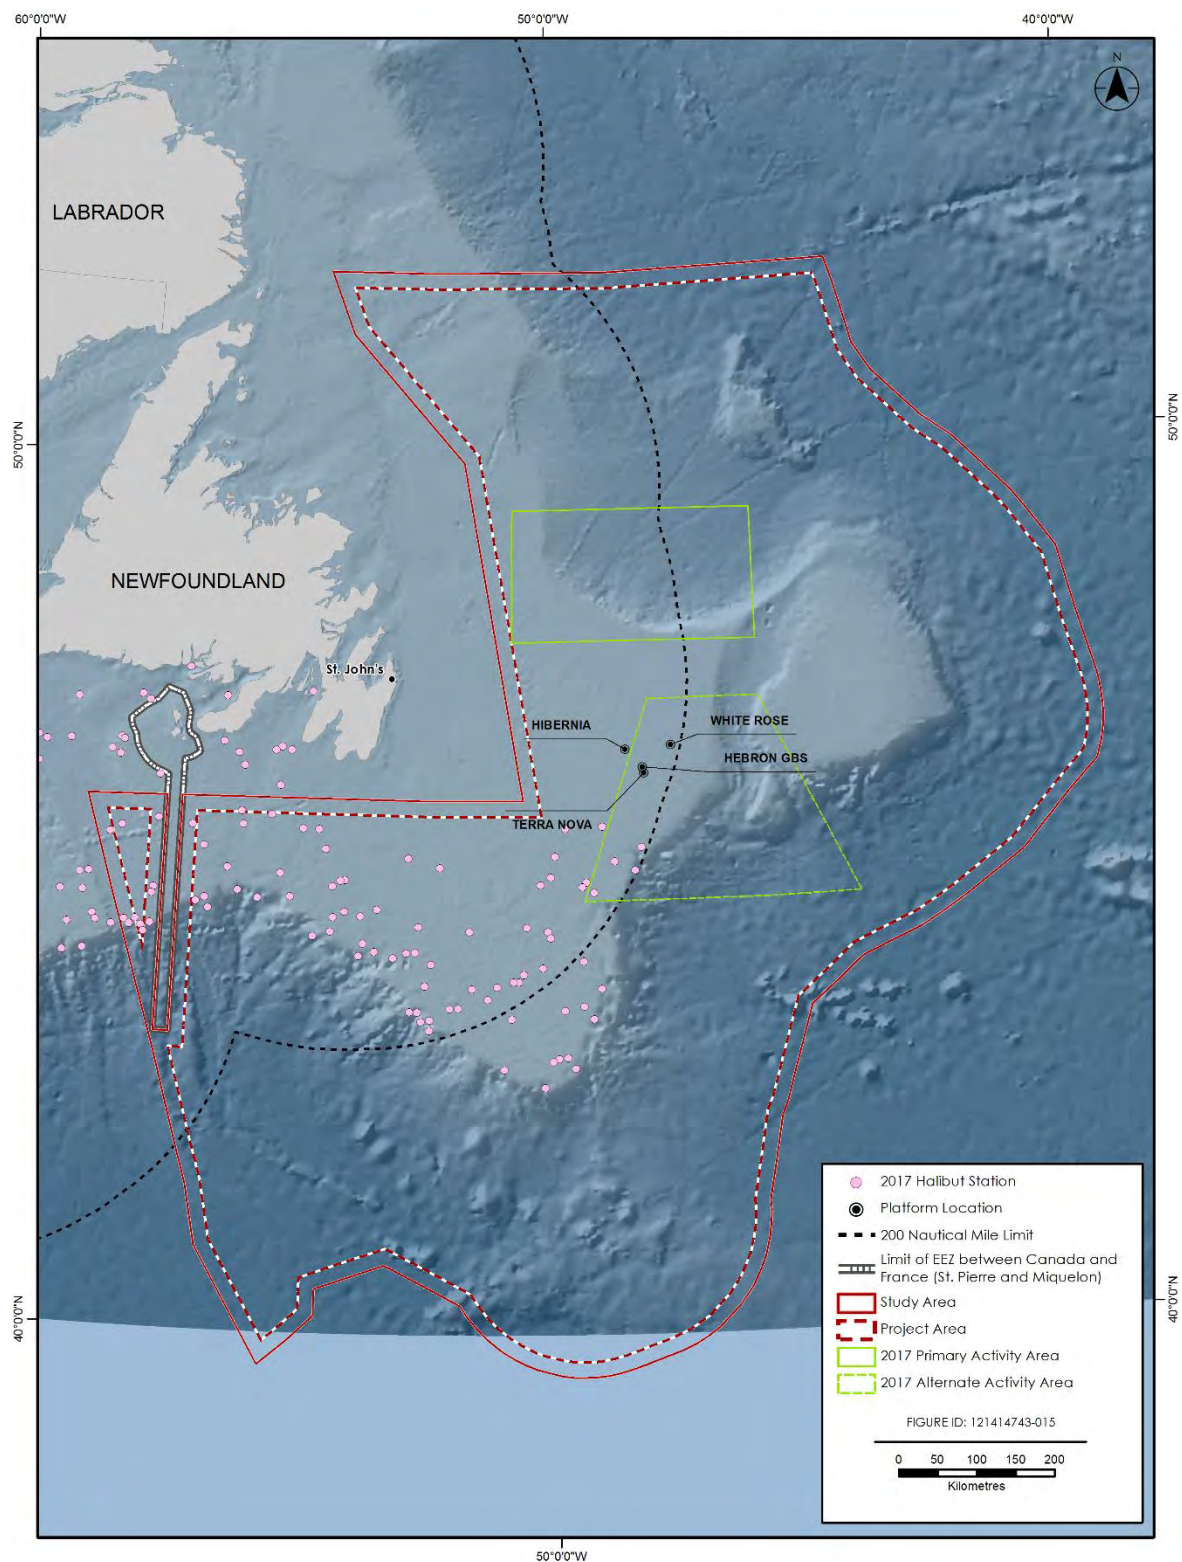 60°0'0"W
50°0'0"W
40°0'0"W
N
LABRADOR
50°0'0"N
50°0'0"N
NEWFOUNDLAND
St. John's
HIBERNIA
WHITE ROSE
HEBRON GBS
TERRA NOVA
40°0'0"N
40°0'0"N
2017 Halibut Station
Platform Location
200 Nautical Mile Limit
Limit of EEZ between Canada and
France (St. Pierre and Miquelon)
Study Area
Project Area
2017 Primary Activity Area
2017 Alternate Activity Area
FIGURE ID: 121414743-015
0 50 100 150 200
Kilometres
50°0'0"W